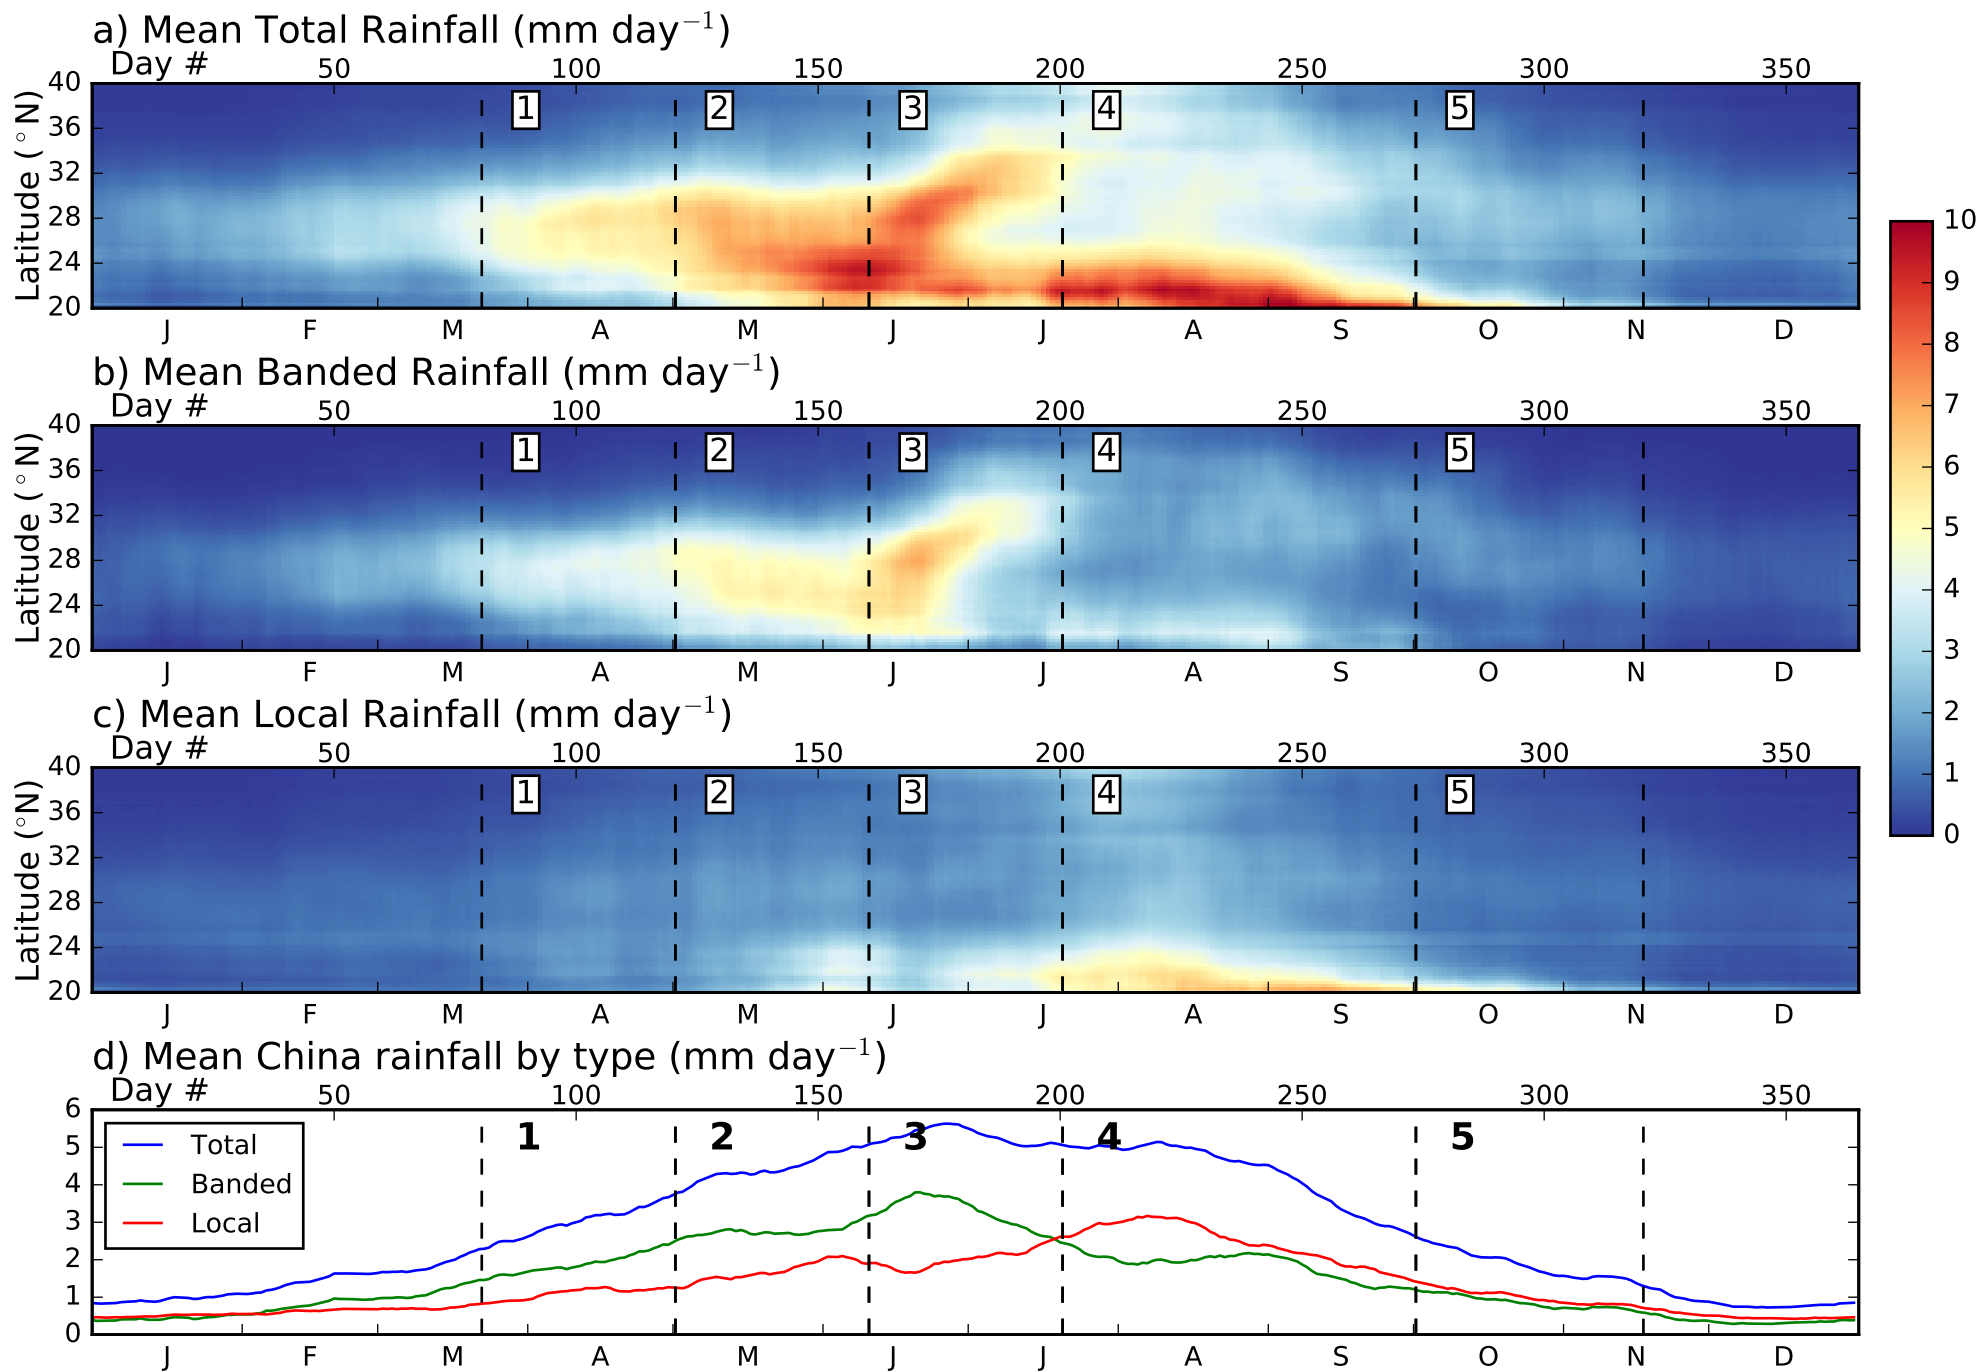 a) Mean Total Rainfall (mm day⁻¹)
Day # 50 100 150 200 250 300 350
1 2 3 4 5
Latitude (°N)
40
36
32
28
24
20
J F M A M J J A S O N D
b) Mean Banded Rainfall (mm day⁻¹)
Day # 50 100 150 200 250 300 350
1 2 3 4 5
Latitude (°N)
40
36
32
28
24
20
J F M A M J J A S O N D
c) Mean Local Rainfall (mm day⁻¹)
Day # 50 100 150 200 250 300 350
1 2 3 4 5
Latitude (°N)
40
36
32
28
24
20
J F M A M J J A S O N D
d) Mean China rainfall by type (mm day⁻¹)
Day # 50 100 150 200 250 300 350
1 2 3 4 5
6
5
4
3
2
1
0
Total
Banded
Local
J F M A M J J A S O N D
10
9
8
7
6
5
4
3
2
1
0